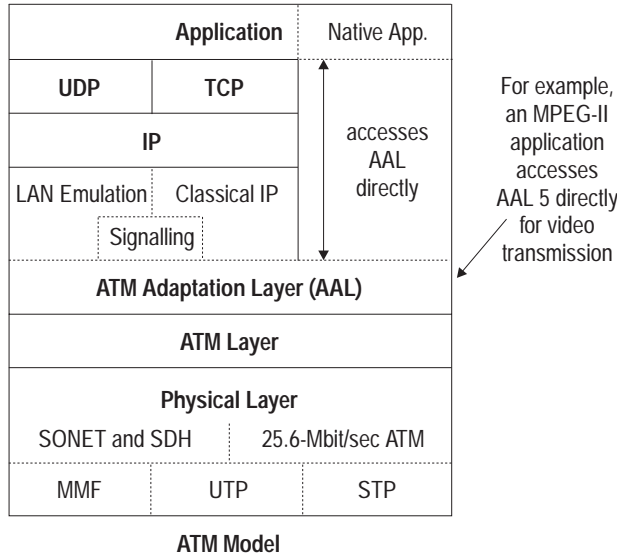 Application
Native App.
UDP
TCP
IP
accesses
AAL
directly
LAN Emulation
Classical IP
Signalling
For example,
an MPEG-II
application
accesses
AAL 5 directly
for video
transmission
ATM Adaptation Layer (AAL)
ATM Layer
Physical Layer
SONET and SDH
25.6-Mbit/sec ATM
MMF
UTP
STP
ATM Model